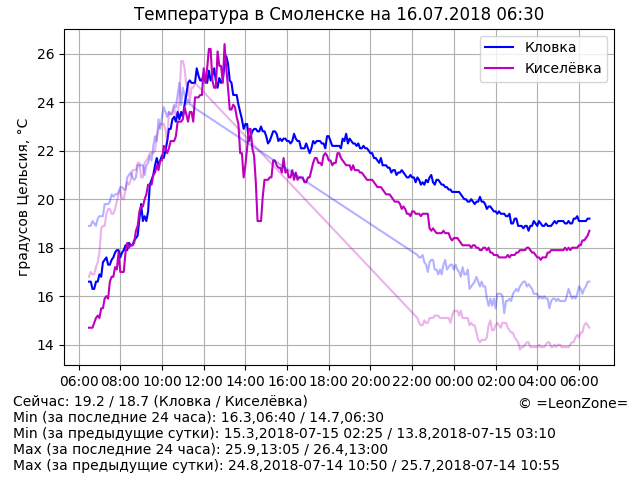 Температура в Смоленске на 16.07.2018 06:30
градусов Цельсия, °C
26
24
22
20
18
16
14
Кловка
Киселёвка
06:00 08:00 10:00 12:00 14:00 16:00 18:00 20:00 22:00 00:00 02:00 04:00 06:00
Сейчас: 19.2 / 18.7 (Кловка / Киселёвка)
© =LeonZone=
Min (за последние 24 часа): 16.3,06:40 / 14.7,06:30
Min (за предыдущие сутки): 15.3,2018-07-15 02:25 / 13.8,2018-07-15 03:10
Max (за последние 24 часа): 25.9,13:05 / 26.4,13:00
Max (за предыдущие сутки): 24.8,2018-07-14 10:50 / 25.7,2018-07-14 10:55